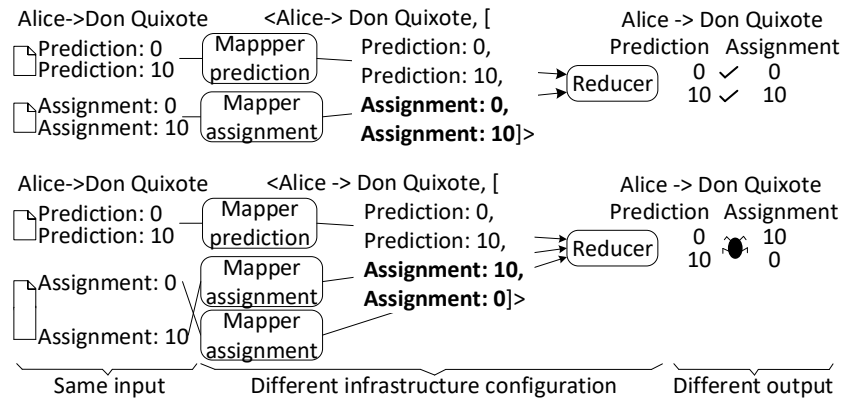 Alice->Don Quixote <Alice-> Don Quixote, [ Alice -> Don Quixote
Prediction: 0 Mappper Prediction: 0, Prediction Assignment
Prediction: 10 prediction Prediction: 10, 0 0
Assignment: 0 Mapper Assignment: 0, Reducer 10 10
Assignment: 10 assignment Assignment: 10]>
Alice->Don Quixote <Alice -> Don Quixote, [ Alice -> Don Quixote
Prediction: 0 Mapper Prediction: 0, Prediction Assignment
Prediction: 10 prediction Prediction: 10, Reducer 0 10
Assignment: 0 Mapper Assignment: 10, 10 0
assignment Assignment: 0]>
Assignment: 10 Mapper
assignment
Same input Different infrastructure configuration Different output